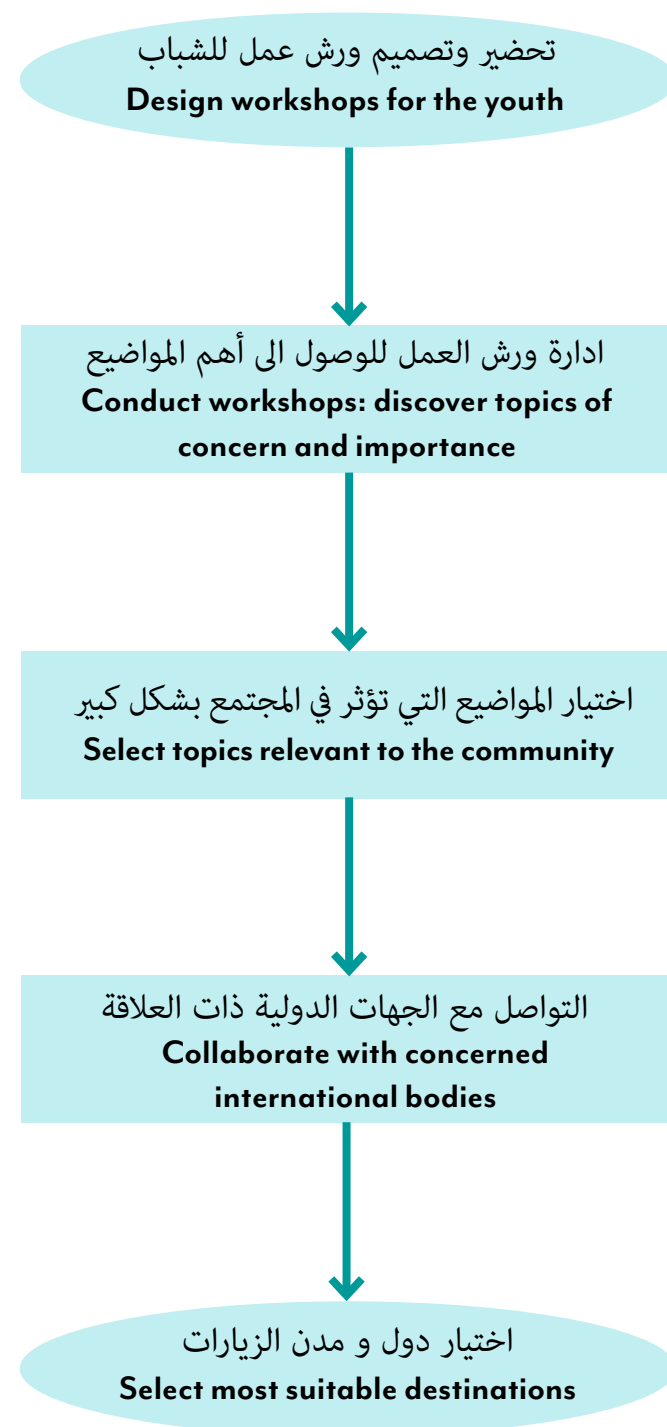 تحضير وتصميم ورش عمل للشباب
Design workshops for the youth
ادارة ورش العمل للوصول الى أهم المواضيع
Conduct workshops: discover topics of
concern and importance
اختيار المواضيع التي تؤثر في المجتمع بشكل كبير
Select topics relevant to the community
التواصل مع الجهات الدولية ذات العلاقة
Collaborate with concerned
international bodies
اختيار دول و مدن الزيارات
Select most suitable destinations